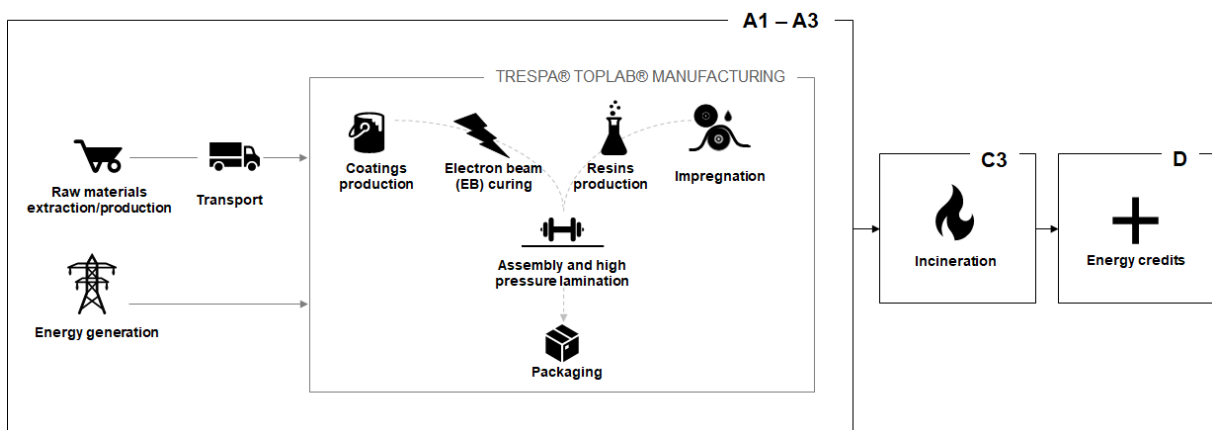 A1 – A3
TRESPA® TOPLAB® MANUFACTURING
Raw materials
extraction/production
Transport
Energy generation
Coatings
production
Electron beam
(EB) curing
Resins
production
Impregnation
Assembly and high
pressure lamination
Packaging
C3
Incineration
D
Energy credits